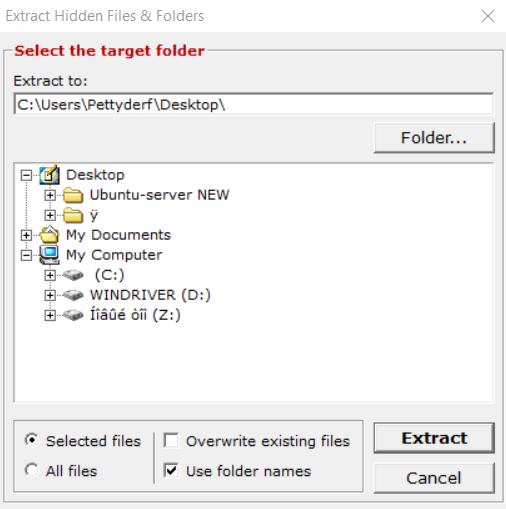 Extract Hidden Files & Folders
Select the target folder
Extract to:
C:\Users\Pettyderf\Desktop\
Folder...
Desktop
Ubuntu-server NEW
ÿ
My Documents
My Computer
(C:)
WINDRIVER (D:)
Íîâûé òîì (Z:)
Selected files
Overwrite existing files
All files
Use folder names
Extract
Cancel